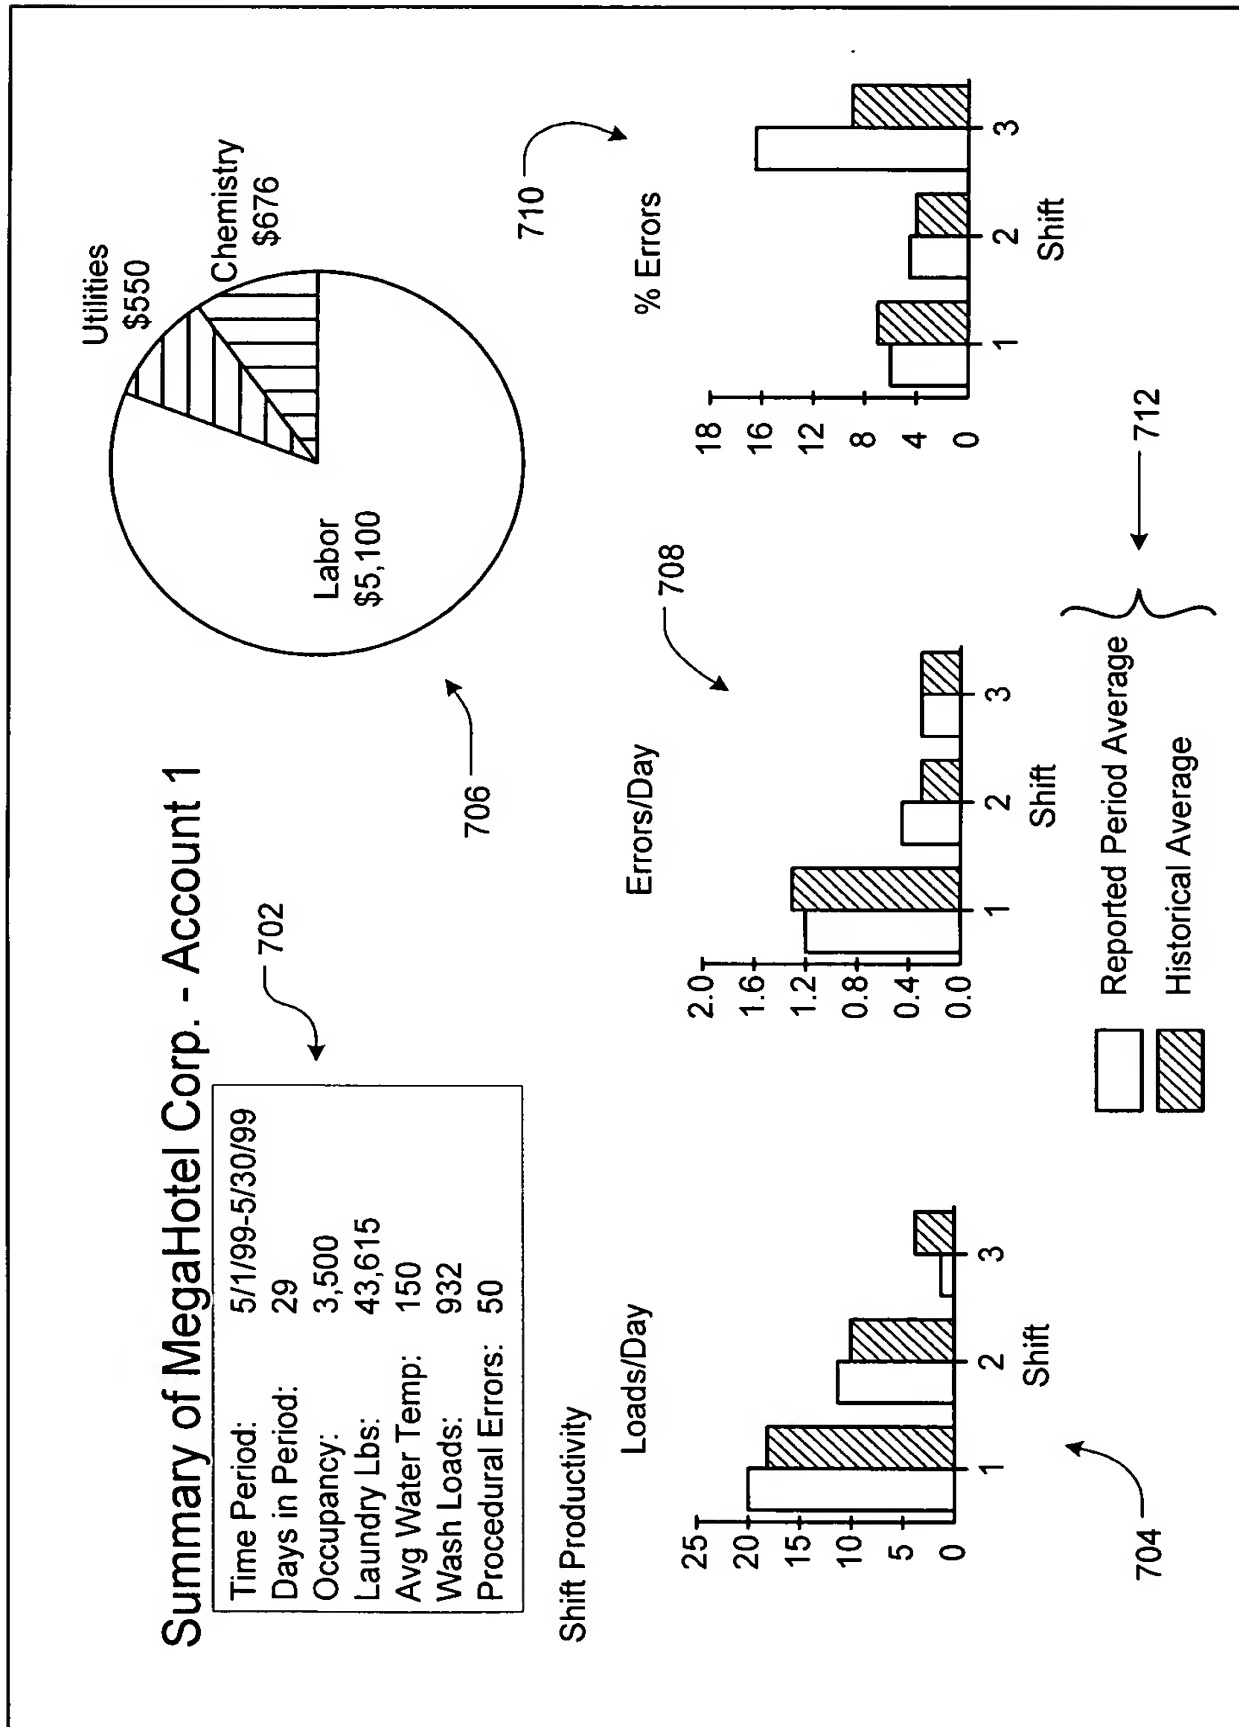 Summary of MegaHotel Corp. - Account 1
Time Period: 5/1/99-5/30/99
Days in Period: 29
Occupancy: 3,500
Laundry Lbs: 43,615
Avg Water Temp: 150
Wash Loads: 932
Procedural Errors: 50
702
Utilities
$550
Chemistry
$676
Labor
$5,100
706
Shift Productivity
Loads/Day
25
20
15
10
5
0
1
2
3
Shift
704
Errors/Day
2.0
1.6
1.2
0.8
0.4
0.0
1
2
3
Shift
708
% Errors
18
16
12
8
4
0
1
2
3
Shift
710
Reported Period Average
Historical Average
712